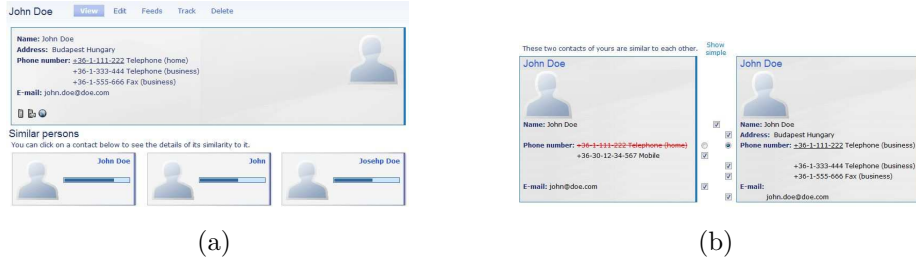 John Doe View Edit Feeds Track Delete
Name: John Doe
Address: Budapest Hungary
Phone number: +36-1-111-222 Telephone (home)
+36-1-333-444 Telephone (business)
+36-1-555-666 Fax (business)
E-mail: john.doe@doe.com
Similar persons
You can click on a contact below to see the details of its similarity to it.
John Doe
John
Josehp Doe
(a)
These two contacts of yours are similar to each other.
Show
simple
John Doe
Name: John Doe
Phone number: +36-1-111-222 Telephone (home)
+36-30-12-34-567 Mobile
E-mail: john@doe.com
John Doe
Name: John Doe
Address: Budapest Hungary
Phone number: +36-1-111-222 Telephone (business)
+36-1-333-444 Telephone (business)
+36-1-555-666 Fax (business)
E-mail:
john.doe@doe.com
(b)